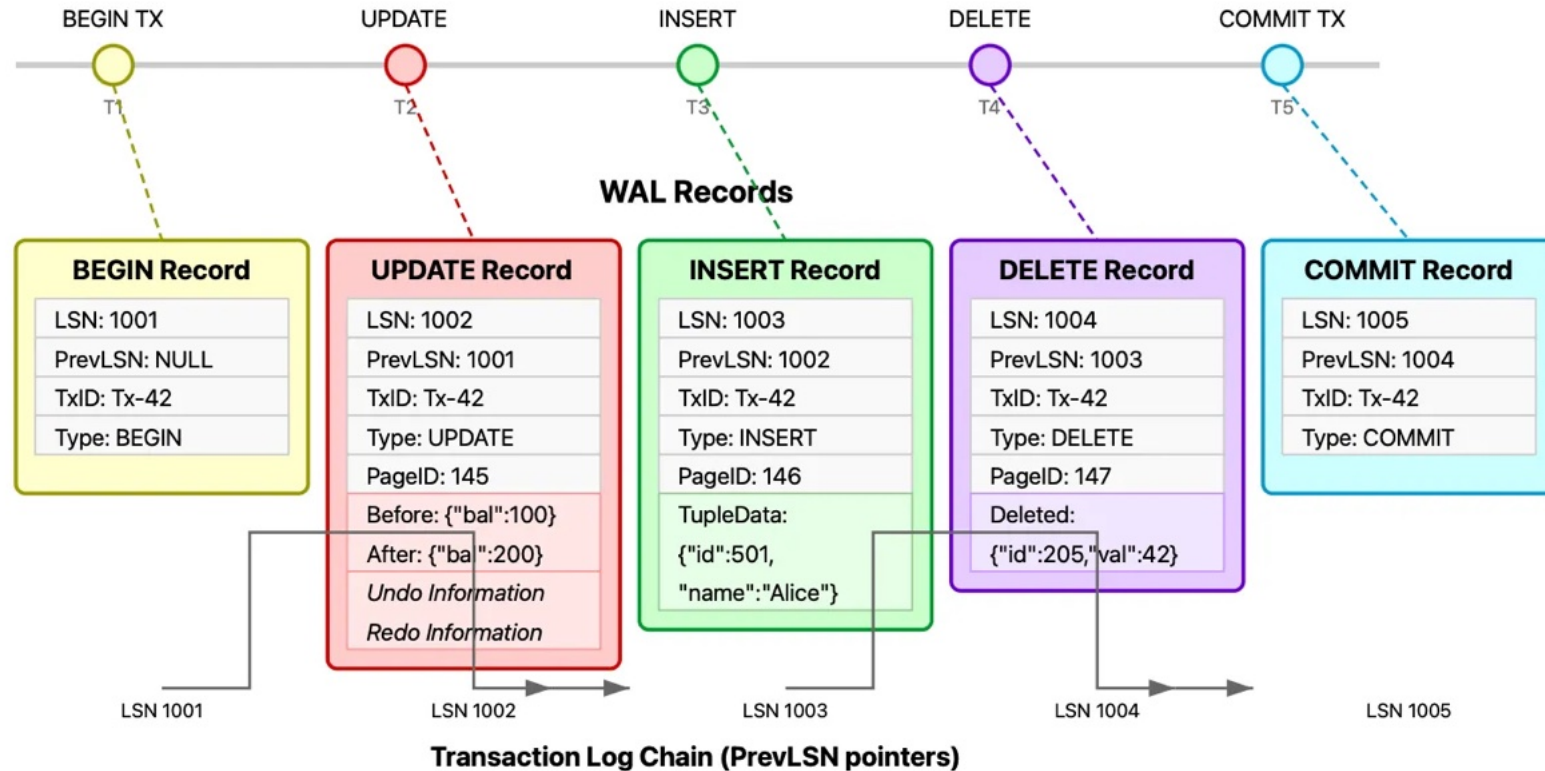 BEGIN TX
UPDATE
INSERT
DELETE
COMMIT TX
T1
T2
T3
T4
T5
WAL Records
BEGIN Record
LSN: 1001
PrevLSN: NULL
TxID: Tx-42
Type: BEGIN
UPDATE Record
LSN: 1002
PrevLSN: 1001
TxID: Tx-42
Type: UPDATE
PageID: 145
Before: {"bal":100}
After: {"bal":200}
Undo Information
Redo Information
INSERT Record
LSN: 1003
PrevLSN: 1002
TxID: Tx-42
Type: INSERT
PageID: 146
TupleData:
{"id":501,
"name":"Alice"}
DELETE Record
LSN: 1004
PrevLSN: 1003
TxID: Tx-42
Type: DELETE
PageID: 147
Deleted:
{"id":205,"val":42}
COMMIT Record
LSN: 1005
PrevLSN: 1004
TxID: Tx-42
Type: COMMIT
LSN 1001
LSN 1002
LSN 1003
LSN 1004
LSN 1005
Transaction Log Chain (PrevLSN pointers)